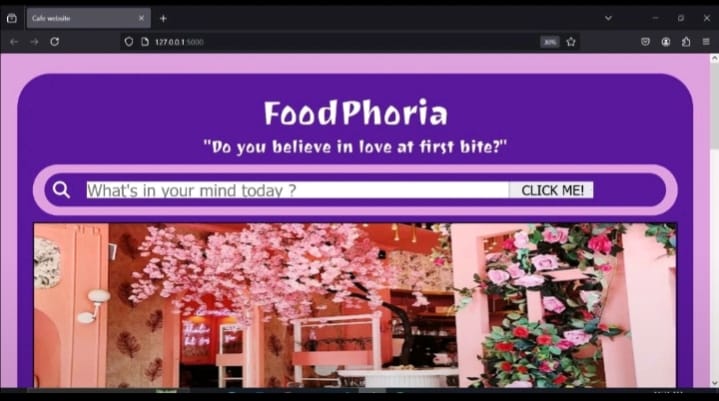 Cafe website
127.0.0.1:5000
30%
FoodPhoria
"Do you believe in love at first bite?"
What's in your mind today ?
CLICK ME!